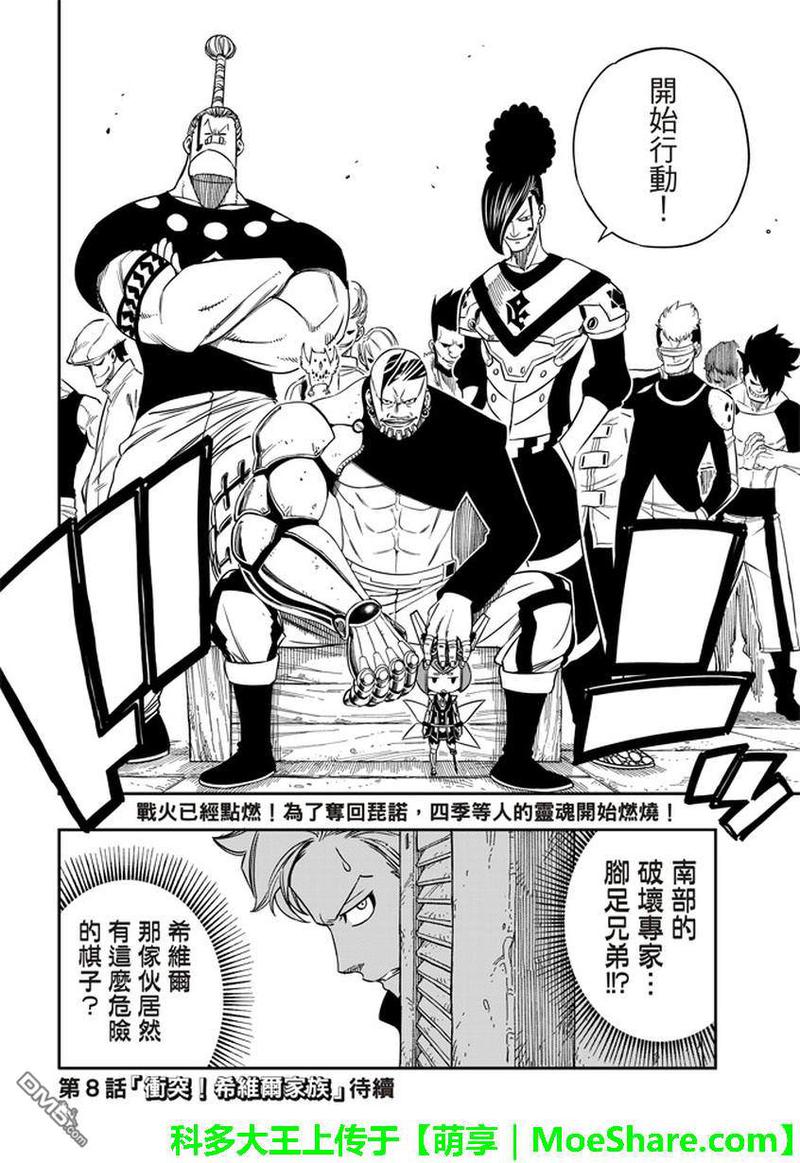 開始行動！
戰火已經點燃！為了奪回琵諾，四季等人的靈魂開始燃燒！
南部的
破壞專家…
腳足兄弟!!?
希維爾
那傢伙居然
有這麼危險
的棋子？
第８話「衝突！希維爾家族」待續
DM5.com
科多大王上传于【萌享｜MoeShare.com】